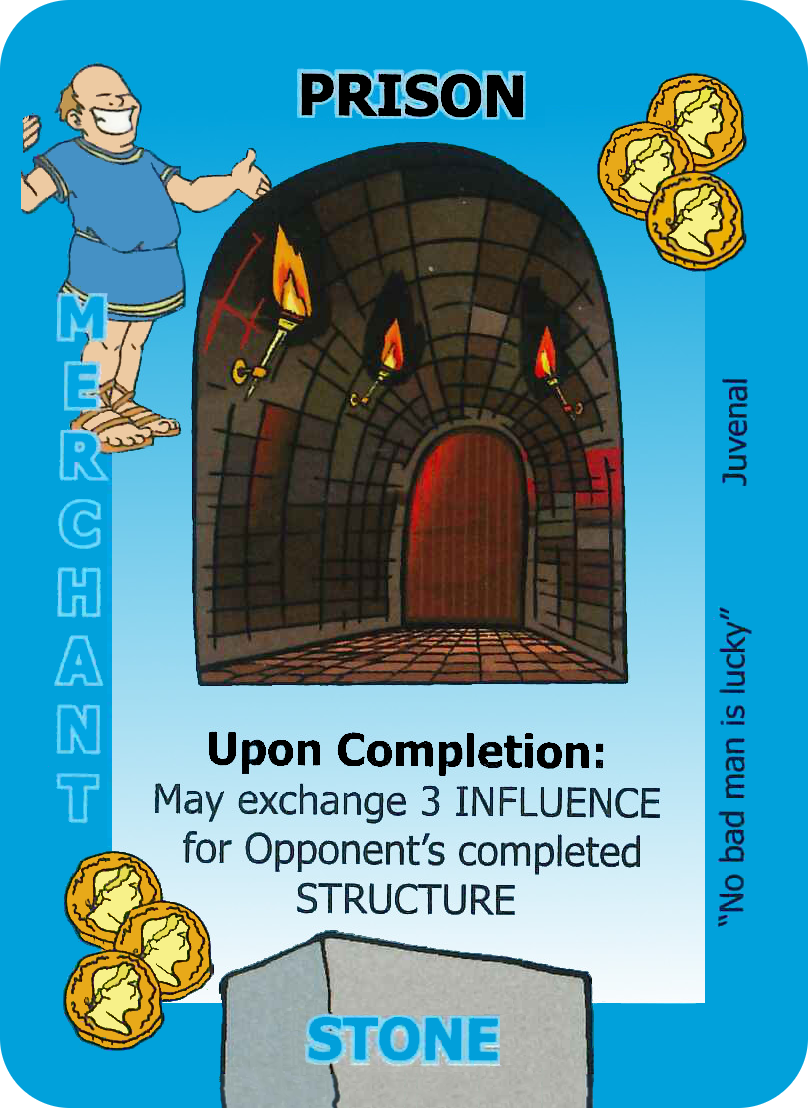 PRISON
MERCHANT
Juvenal
"No bad man is lucky"
Upon Completion:
May exchange 3 INFLUENCE
for Opponent's completed
STRUCTURE
STONE